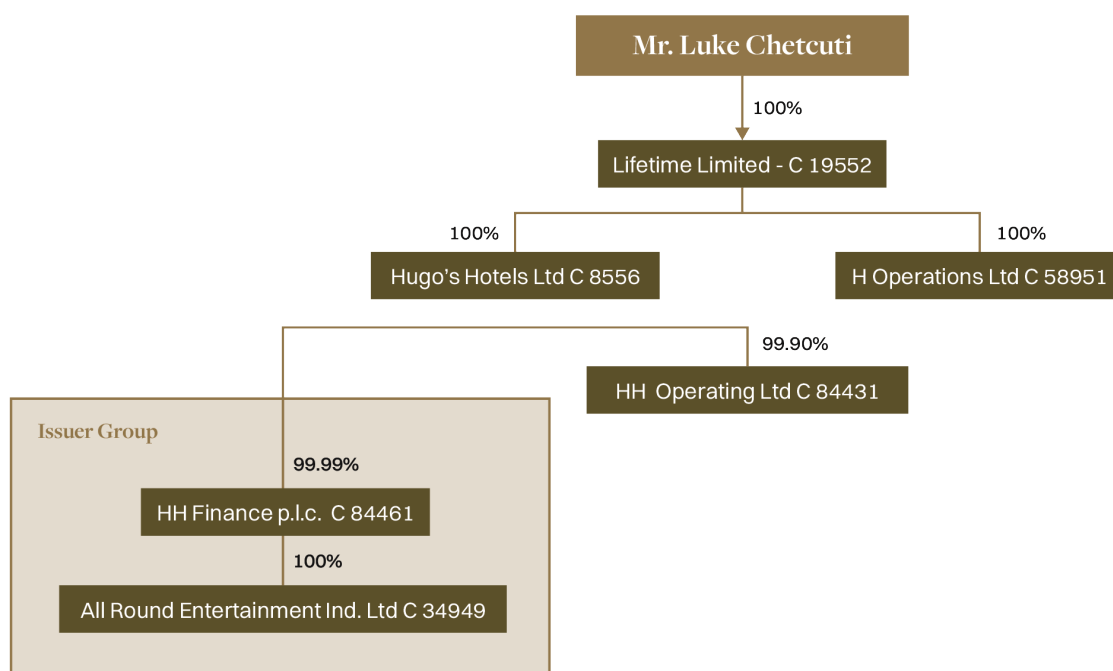 Mr. Luke Chetcuti
100%
Lifetime Limited - C 19552
100%
100%
Hugo's Hotels Ltd C 8556
H Operations Ltd C 58951
99.90%
HH Operating Ltd C 84431
Issuer Group
99.99%
HH Finance p.l.c. C 84461
100%
All Round Entertainment Ind. Ltd C 34949